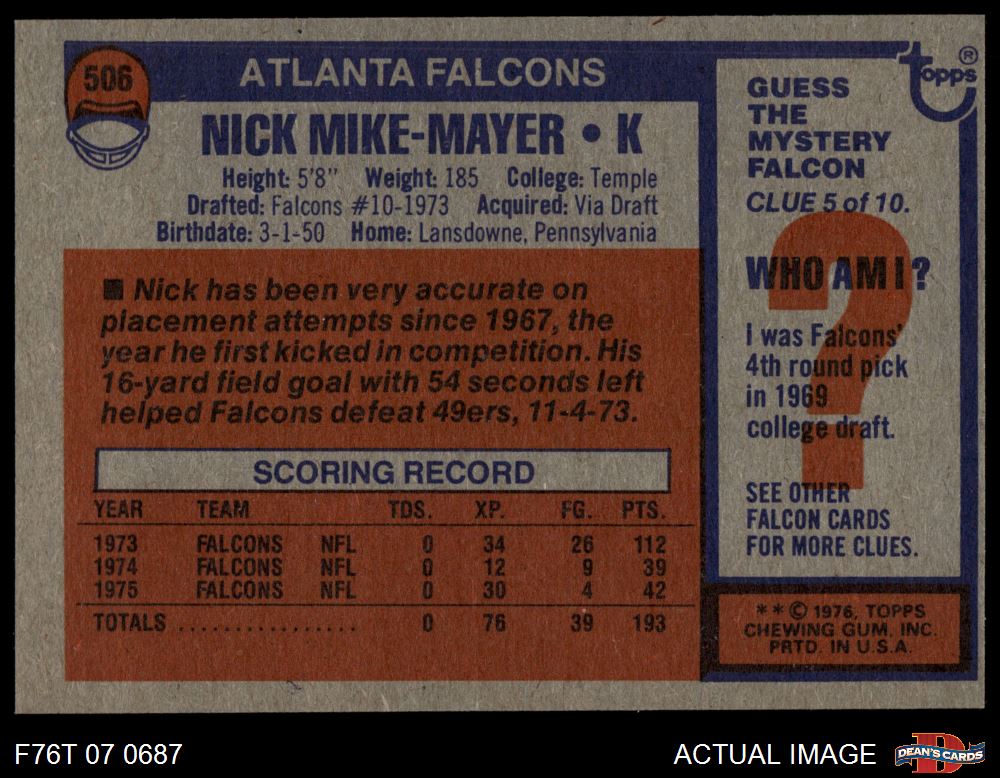 506
ATLANTA FALCONS
NICK MIKE-MAYER • K
Height: 5'8" Weight: 185 College: Temple
Drafted: Falcons #10-1973 Acquired: Via Draft
Birthdate: 3-1-50 Home: Lansdowne, Pennsylvania
■ Nick has been very accurate on
placement attempts since 1967, the
year he first kicked in competition. His
16-yard field goal with 54 seconds left
helped Falcons defeat 49ers, 11-4-73.
SCORING RECORD
YEAR TEAM TDS. XP. FG. PTS.
1973 FALCONS NFL 0 34 26 112
1974 FALCONS NFL 0 12 9 39
1975 FALCONS NFL 0 30 4 42
TOTALS ................ 0 76 39 193
topps ®
GUESS
THE
MYSTERY
FALCON
CLUE 5 of 10.
WHO AM I?
I was Falcons'
4th round pick
in 1969
college draft.
SEE OTHER
FALCON CARDS
FOR MORE CLUES.
* * © 1976, TOPPS
CHEWING GUM, INC.
PRTD. IN U.S.A.
F76T 07 0687
ACTUAL IMAGE
DEAN'S CARDS